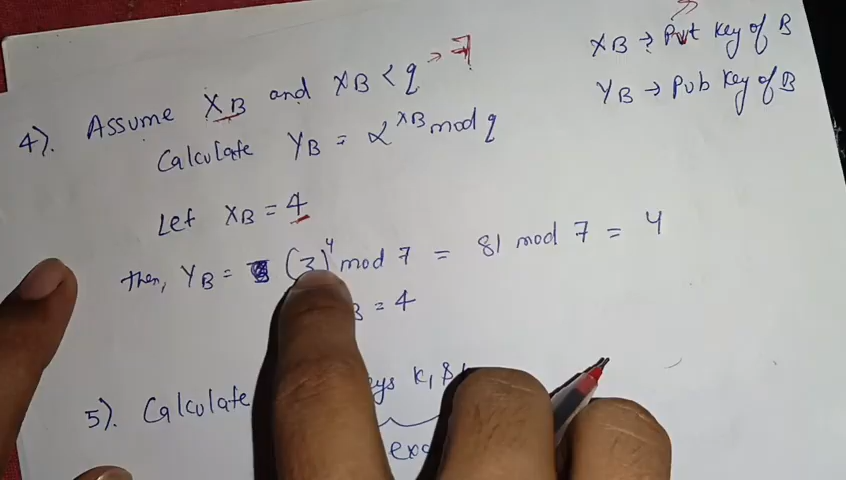 XB → Pvt key of B
YB → Pub key of B
4). Assume XB and XB < q → 7
Calculate YB = α^XB mod q
Let XB = 4
then, YB = (3)^4 mod 7 = 81 mod 7 = 4
= 4
5). Calculate